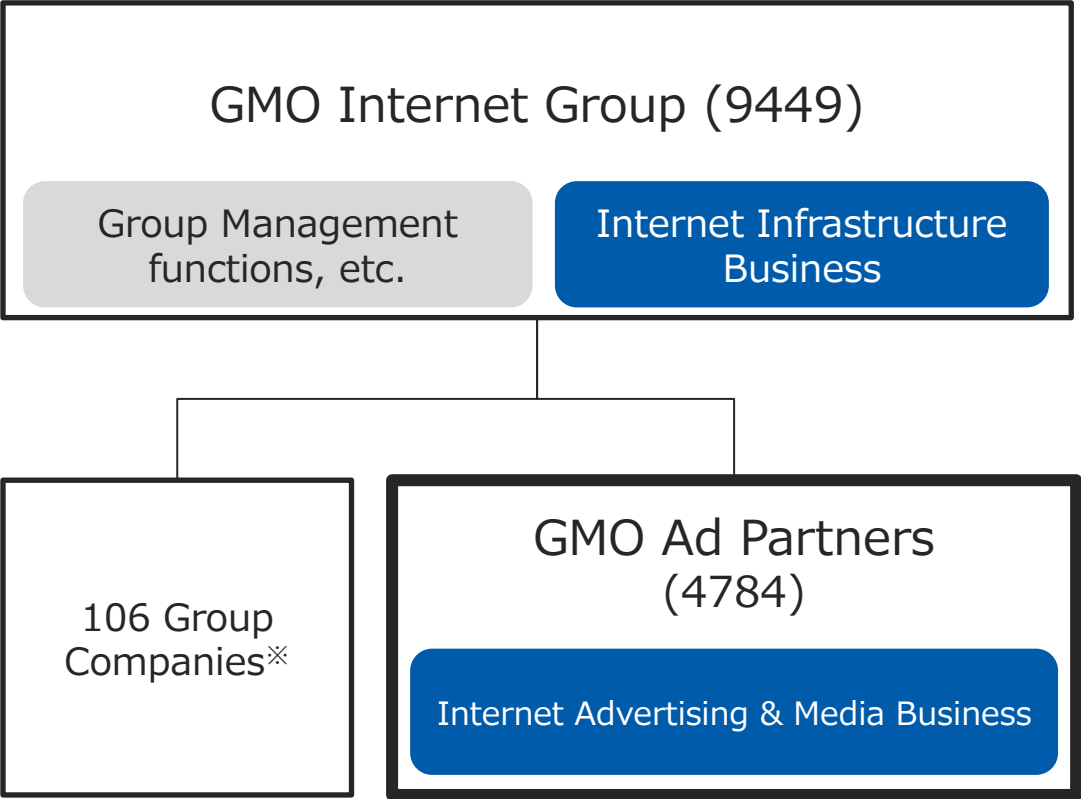 GMO Internet Group (9449)
Group Management
functions, etc.
Internet Infrastructure
Business
106 Group
Companies※
GMO Ad Partners
(4784)
Internet Advertising & Media Business